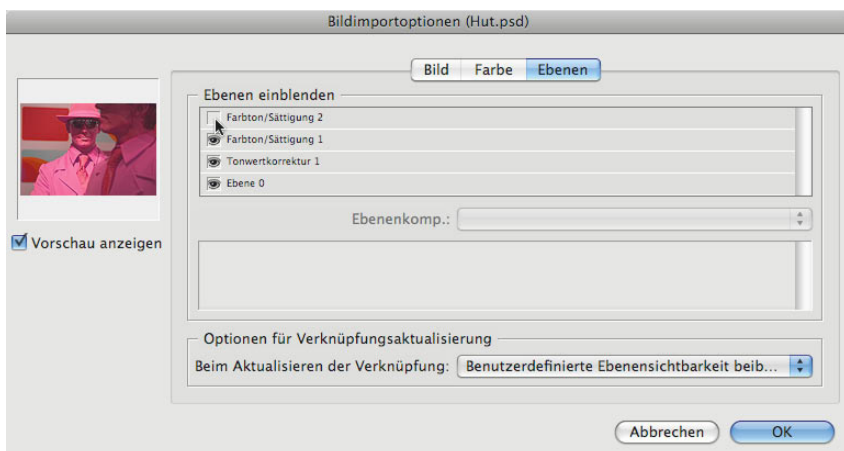 Bildimportoptionen (Hut.psd)
Bild Farbe Ebenen
Ebenen einblenden
Farbton/Sättigung 2
Farbton/Sättigung 1
Tonwertkorrektur 1
Ebene 0
Ebenenkomp.:
Vorschau anzeigen
Optionen für Verknüpfungsaktualisierung
Beim Aktualisieren der Verknüpfung: Benutzerdefinierte Ebenensichtbarkeit beib...
Abbrechen OK